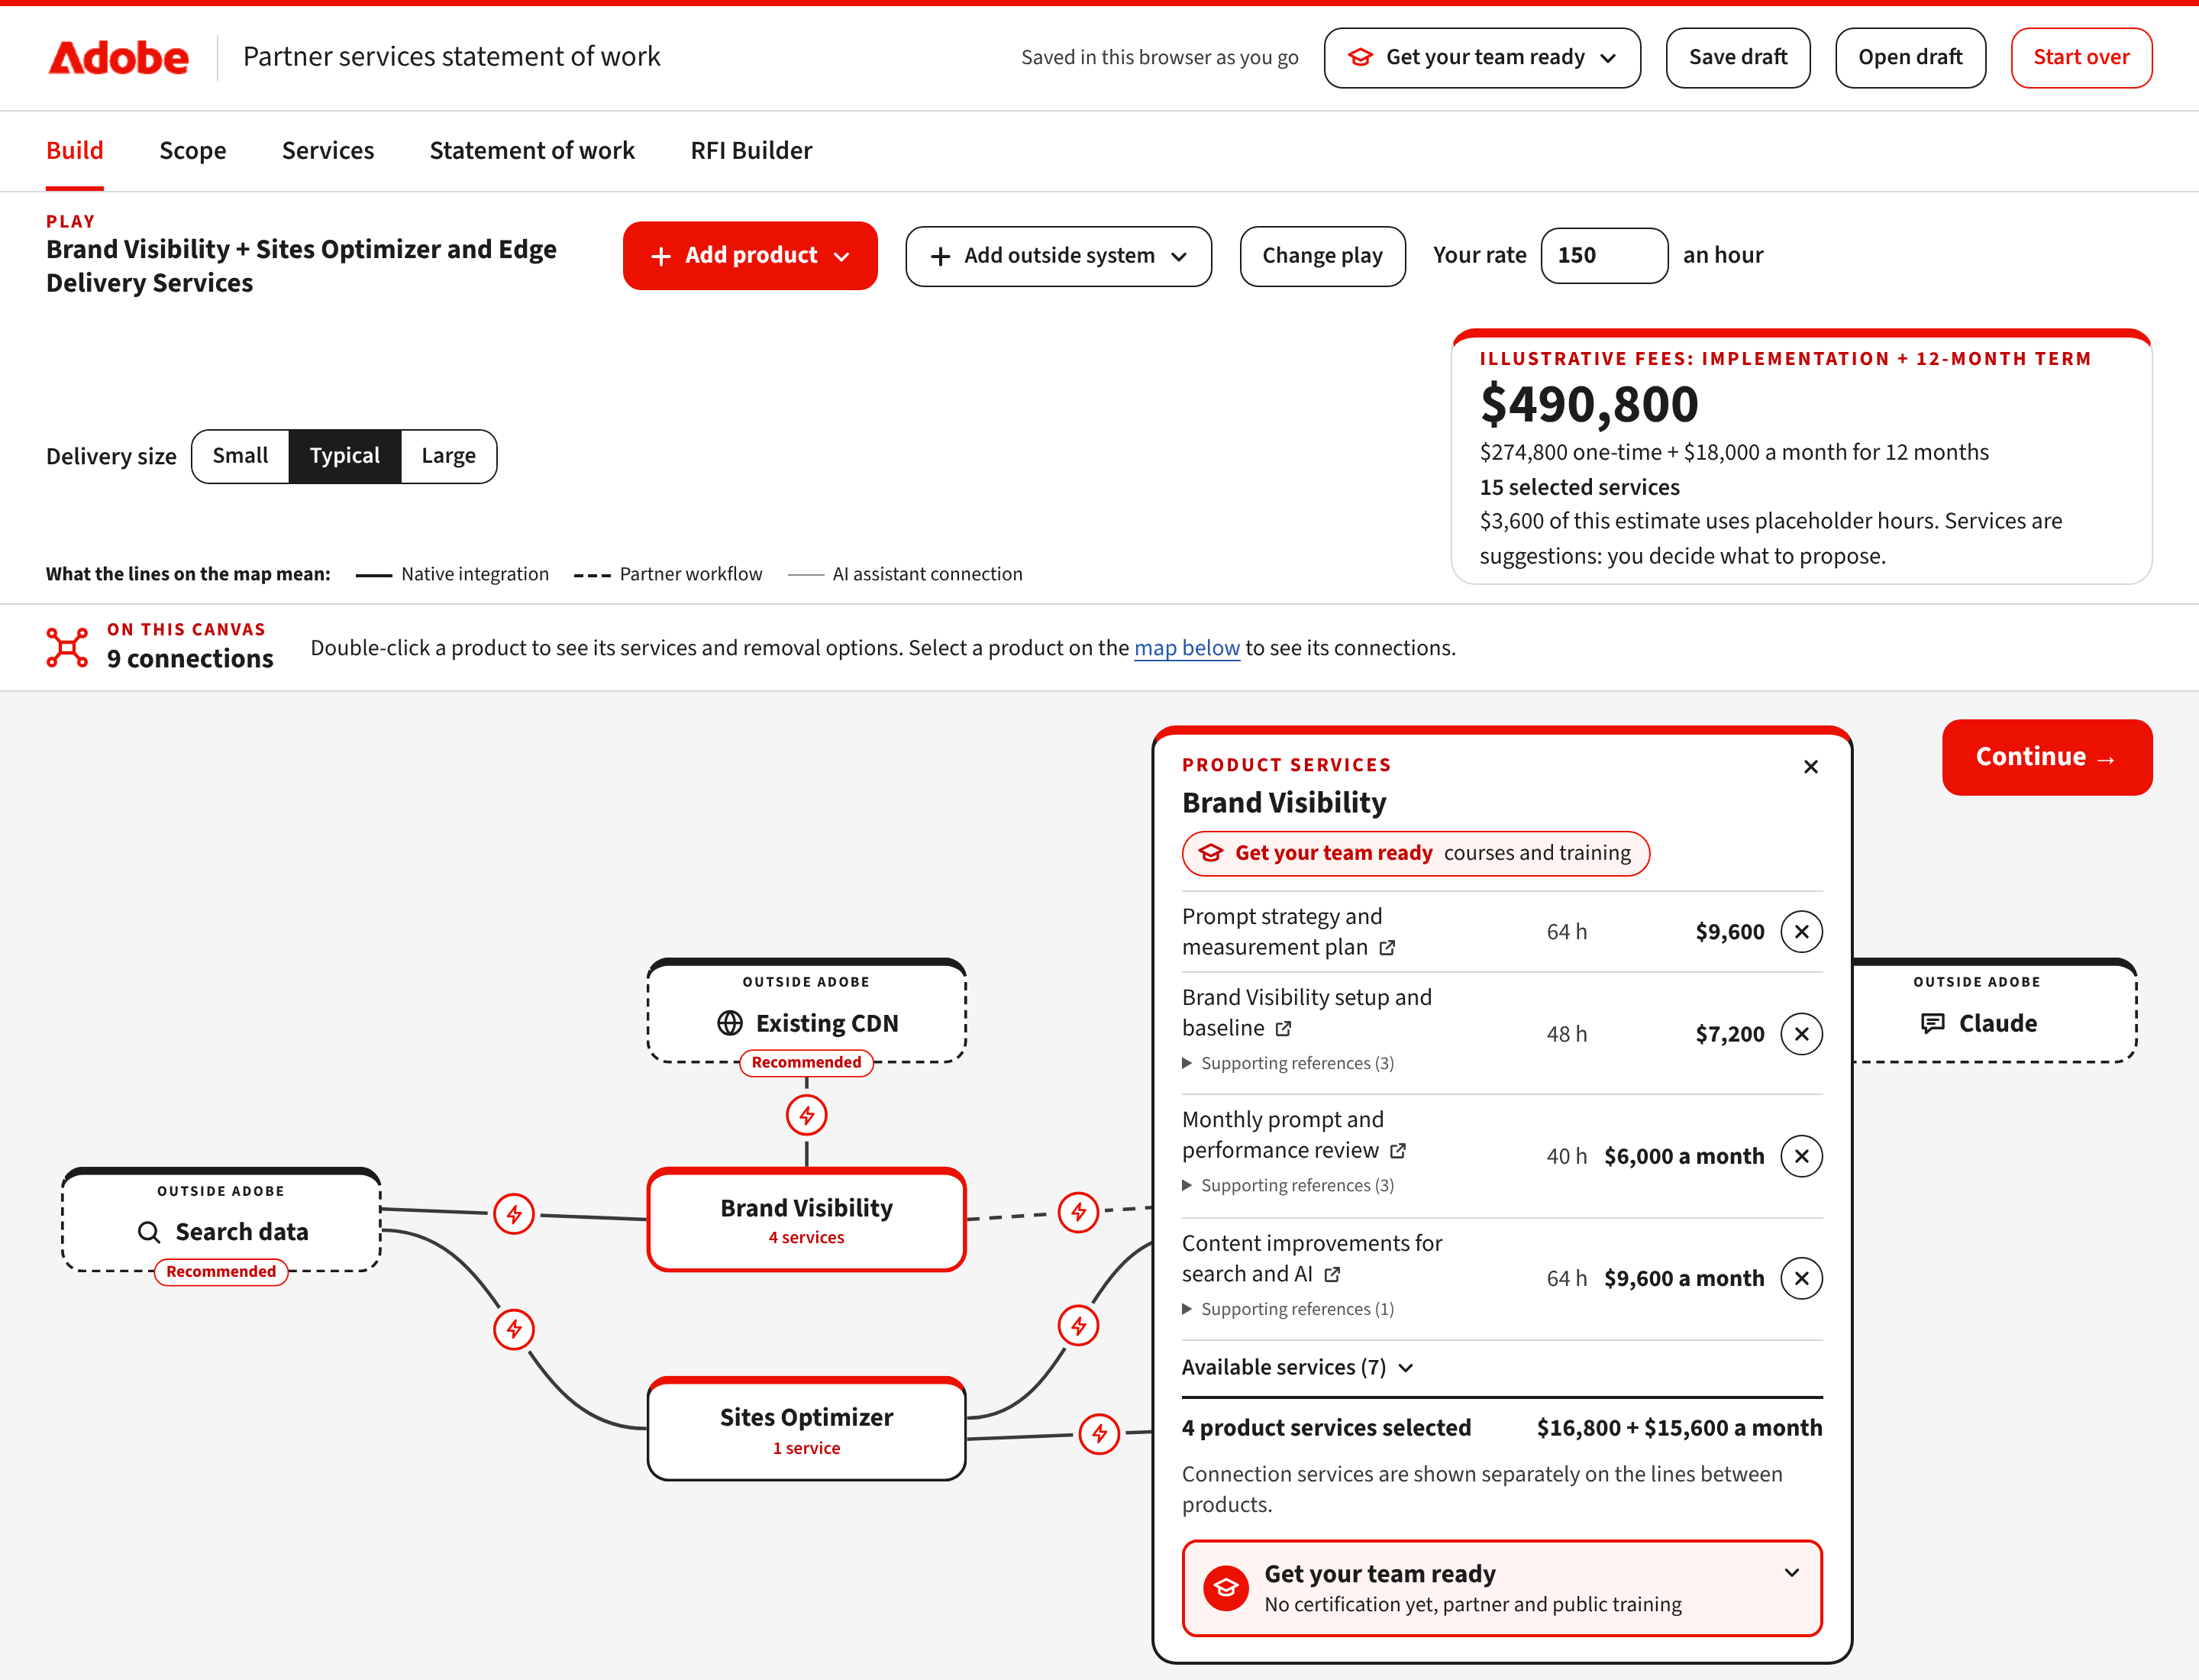 Adobe
Partner services statement of work
Saved in this browser as you go
Get your team ready
Save draft
Open draft
Start over
Build
Scope
Services
Statement of work
RFI Builder
PLAY
Brand Visibility + Sites Optimizer and Edge
Delivery Services
+ Add product
+ Add outside system
Change play
Your rate
150
an hour
ILLUSTRATIVE FEES: IMPLEMENTATION + 12-MONTH TERM
$490,800
$274,800 one-time + $18,000 a month for 12 months
15 selected services
$3,600 of this estimate uses placeholder hours. Services are
suggestions: you decide what to propose.
Delivery size
Small
Typical
Large
What the lines on the map mean:
Native integration
Partner workflow
AI assistant connection
ON THIS CANVAS
9 connections
Double-click a product to see its services and removal options. Select a product on the map below to see its connections.
Continue →
OUTSIDE ADOBE
Existing CDN
Recommended
OUTSIDE ADOBE
Search data
Recommended
Brand Visibility
4 services
Sites Optimizer
1 service
PRODUCT SERVICES
Brand Visibility
Get your team ready courses and training
Prompt strategy and
measurement plan
64 h
$9,600
Brand Visibility setup and
baseline
48 h
$7,200
Supporting references (3)
Monthly prompt and
performance review
40 h
$6,000 a month
Supporting references (3)
Content improvements for
search and AI
64 h
$9,600 a month
Supporting references (1)
Available services (7)
4 product services selected
$16,800 + $15,600 a month
Connection services are shown separately on the lines between
products.
Get your team ready
No certification yet, partner and public training
OUTSIDE ADOBE
Claude